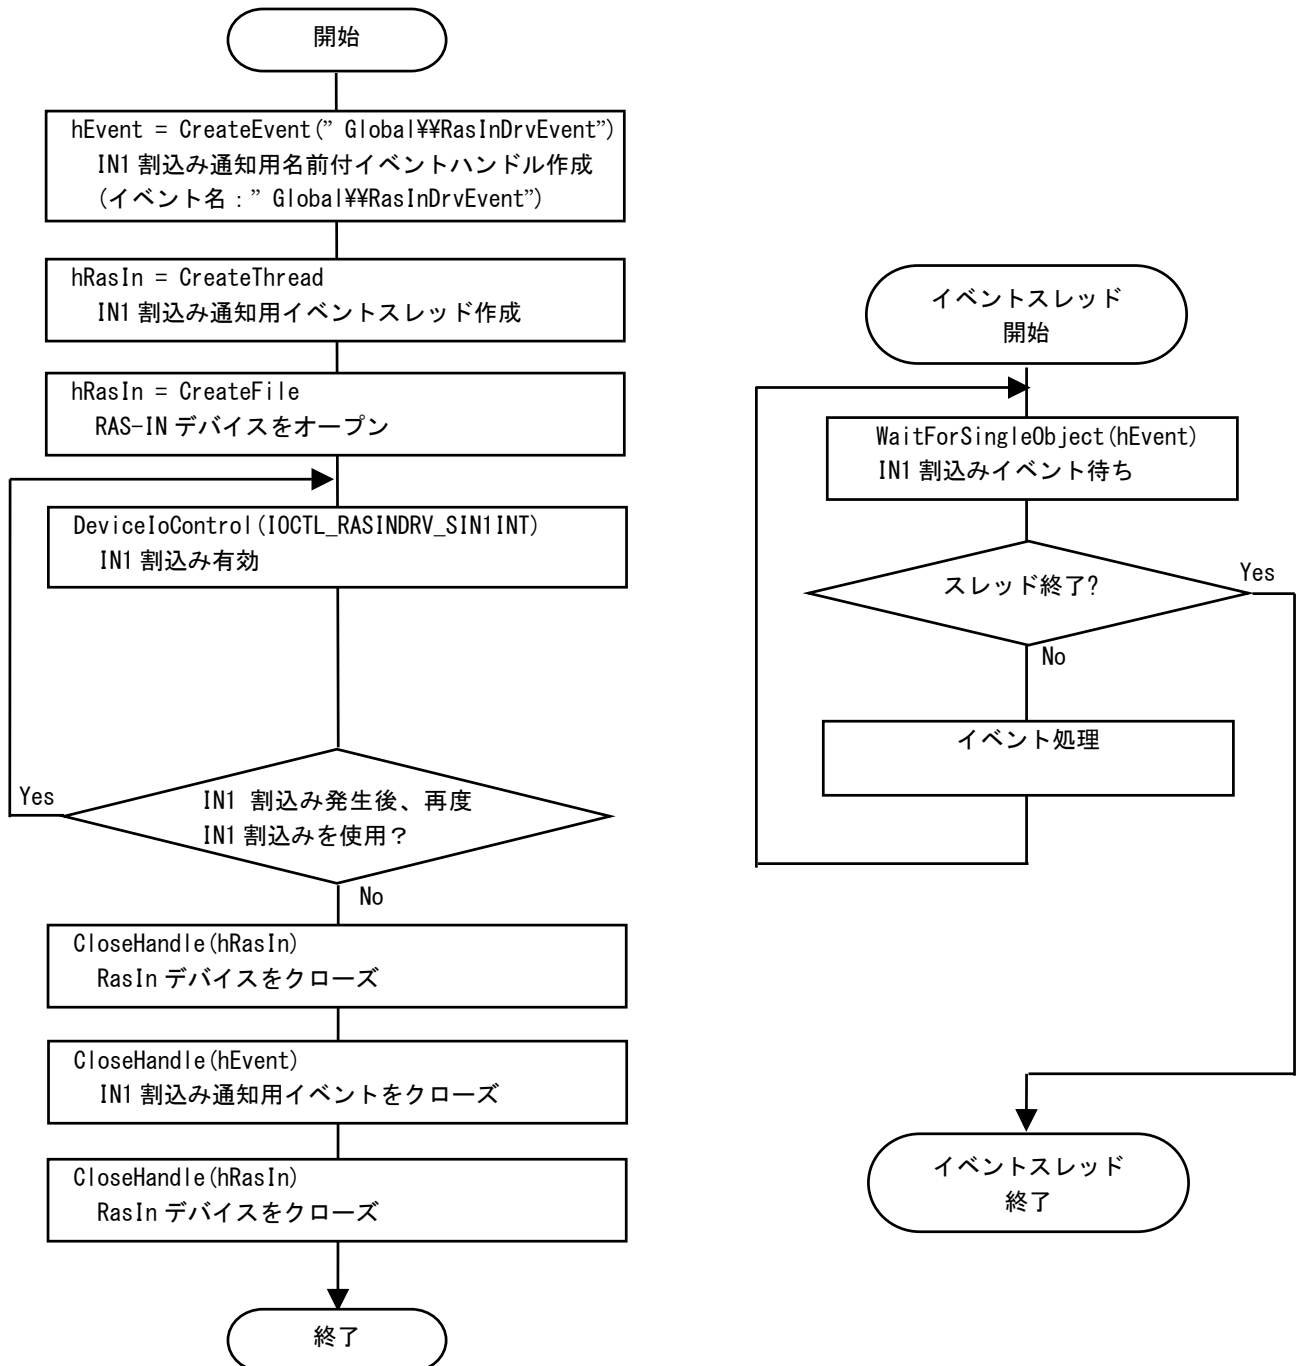 開始
hEvent = CreateEvent(” Global¥¥RasInDrvEvent”)
IN1 割込み通知用名前付イベントハンドル作成
(イベント名：” Global¥¥RasInDrvEvent”)
hRasIn = CreateThread
IN1 割込み通知用イベントスレッド作成
hRasIn = CreateFile
RAS-IN デバイスをオープン
DeviceIoControl(IOCTL_RASINDRV_SIN1INT)
IN1 割込み有効
Yes
IN1 割込み発生後、再度
IN1 割込みを使用？
No
CloseHandle(hRasIn)
RasIn デバイスをクローズ
CloseHandle(hEvent)
IN1 割込み通知用イベントをクローズ
CloseHandle(hRasIn)
RasIn デバイスをクローズ
終了
イベントスレッド
開始
WaitForSingleObject(hEvent)
IN1 割込みイベント待ち
スレッド終了?
Yes
No
イベント処理
イベントスレッド
終了